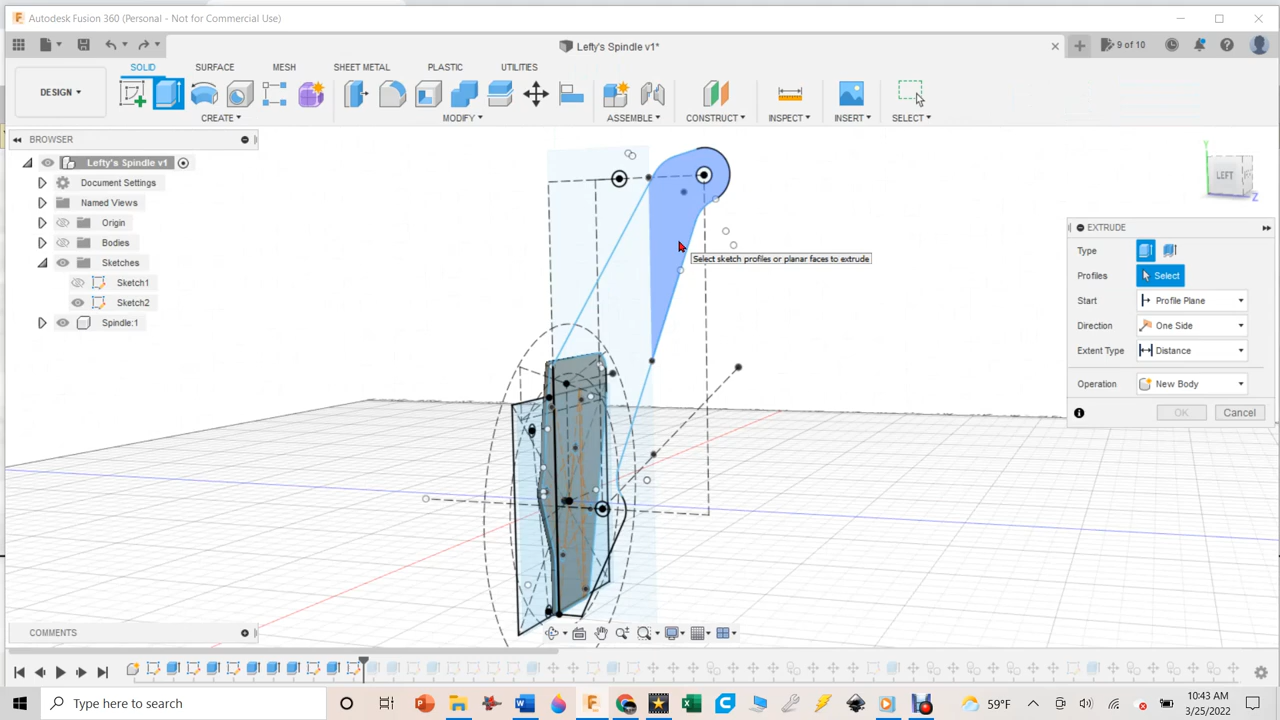 Autodesk Fusion 360 (Personal - Not for Commercial Use)
Lefty's Spindle v1*
9 of 10
SOLID SURFACE MESH SHEET METAL PLASTIC UTILITIES
DESIGN
CREATE MODIFY ASSEMBLE CONSTRUCT INSPECT INSERT SELECT
BROWSER
Lefty's Spindle v1
Document Settings
Named Views
Origin
Bodies
Sketches
Sketch1
Sketch2
Spindle:1
Select sketch profiles or planar faces to extrude
Y
LEFT
Z
EXTRUDE
Type
Profiles Select
Start Profile Plane
Direction One Side
Extent Type Distance
Operation New Body
OK Cancel
COMMENTS
Type here to search
59°F
10:43 AM
3/25/2022